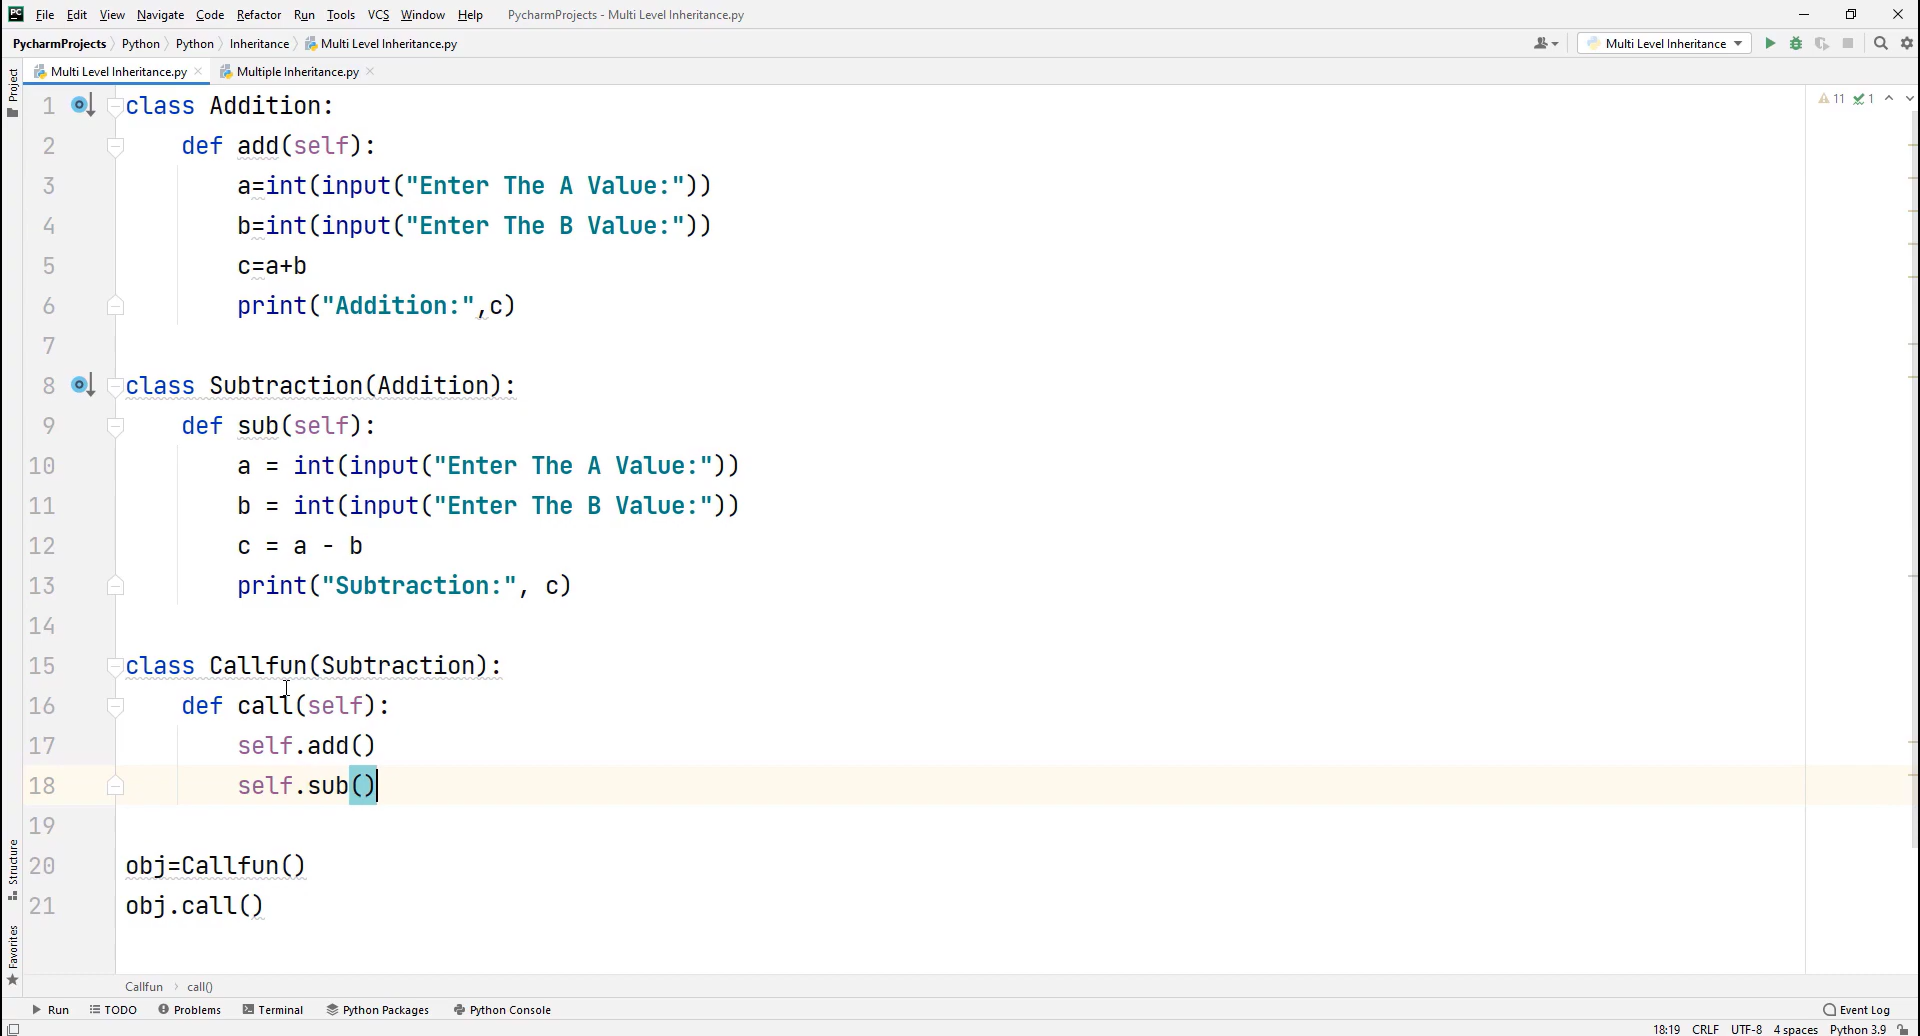 PC File Edit View Navigate Code Refactor Run Tools VCS Window Help PycharmProjects - Multi Level Inheritance.py
PycharmProjects Python Python Inheritance Multi Level Inheritance.py Multi Level Inheritance
Multi Level Inheritance.py Multiple Inheritance.py
Project
11 1
1 class Addition:
2 def add(self):
3 a=int(input("Enter The A Value:"))
4 b=int(input("Enter The B Value:"))
5 c=a+b
6 print("Addition:",c)
7
8 class Subtraction(Addition):
9 def sub(self):
10 a = int(input("Enter The A Value:"))
11 b = int(input("Enter The B Value:"))
12 c = a - b
13 print("Subtraction:", c)
14
15 class Callfun(Subtraction):
16 def call(self):
17 self.add()
18 self.sub()
19
20 obj=Callfun()
21 obj.call()
Structure
Favorites
Callfun call()
Run TODO Problems Terminal Python Packages Python Console Event Log
18:19 CRLF UTF-8 4 spaces Python 3.9